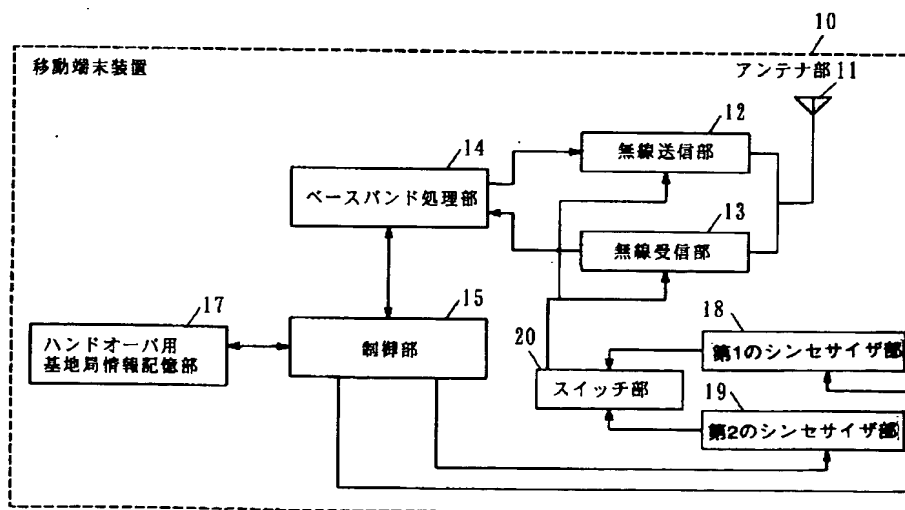 10
移動端末装置
アンテナ部 11
12
無線送信部
14
ベースバンド処理部
13
無線受信部
17
ハンドオーバ用
基地局情報記憶部
15
制御部
20
スイッチ部
18
第1のシンセサイザ部
19
第2のシンセサイザ部